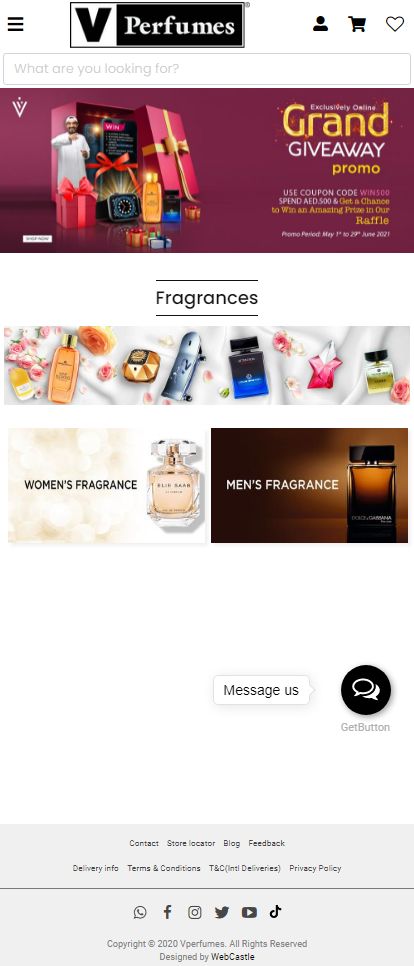 V Perfumes®
What are you looking for?
WIN
Exclusively Online
Grand
GIVEAWAY
promo
USE COUPON CODE WIN500
SPEND AED.500 & Get a Chance
to Win an Amazing Prize in Our
Raffle
Promo Period: May 1st to 29th June 2021
SHOP NOW
Fragrances
WOMEN'S FRAGRANCE
ELIE SAAB
MEN'S FRAGRANCE
DOLCE&GABBANA
Message us
GetButton
Contact Store locator Blog Feedback
Delivery info Terms & Conditions T&C(Intl Deliveries) Privacy Policy
Copyright © 2020 Vperfumes. All Rights Reserved
Designed by WebCastle